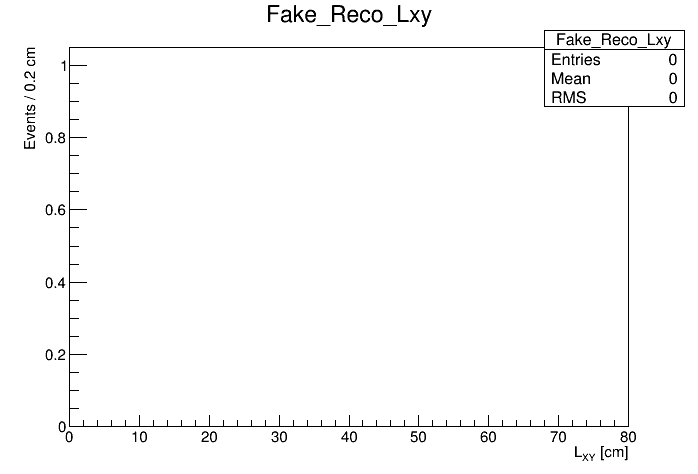 Fake_Reco_Lxy
Fake_Reco_Lxy
Entries 0
Mean 0
RMS 0
Events / 0.2 cm
1
0.8
0.6
0.4
0.2
0
0 10 20 30 40 50 60 70 80
LXY [cm]